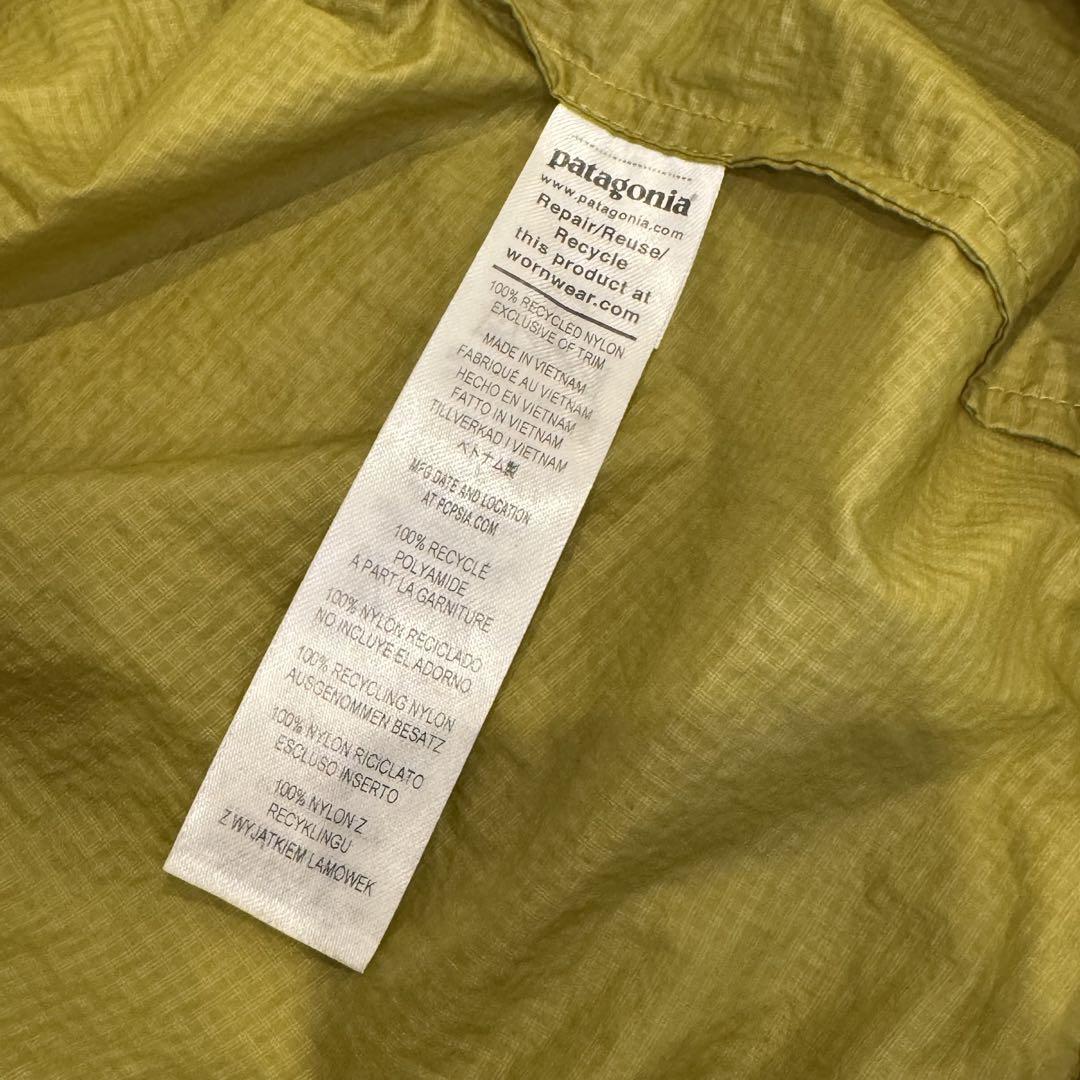 patagonia
www.patagonia.com
Repair/Reuse/
Recycle
this product at
wornwear.com
100% RECYCLED NYLON
EXCLUSIVE OF TRIM
MADE IN VIETNAM
FABRIQUÉ AU VIETNAM
HECHO EN VIETNAM
FATTO IN VIETNAM
TILLVERKAD I VIETNAM
ベトナム製
MFG DATE AND LOCATION
AT PCPSIA.COM
100% RECYCLÉ
POLYAMIDE
A PART LA GARNITURE
100% NYLON RECICLADO
NO INCLUYE EL ADORNO
100% RECYCLING NYLON
AUSGENOMMEN BESATZ
100% NYLON RICICLATO
ESCLUSO INSERTO
100% NYLON Z
RECYKLINGU
Z WYJĄTKIEM LAMOWEK